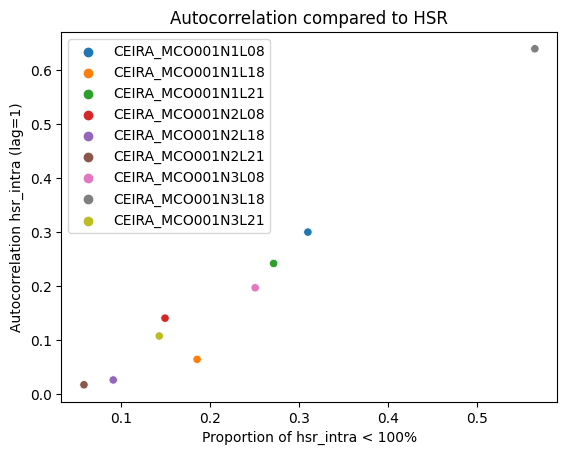 Autocorrelation compared to HSR
CEIRA_MCO001N1L08
CEIRA_MCO001N1L18
CEIRA_MCO001N1L21
CEIRA_MCO001N2L08
CEIRA_MCO001N2L18
CEIRA_MCO001N2L21
CEIRA_MCO001N3L08
CEIRA_MCO001N3L18
CEIRA_MCO001N3L21
Autocorrelation hsr_intra (lag=1)
0.6
0.5
0.4
0.3
0.2
0.1
0.0
0.1 0.2 0.3 0.4 0.5
Proportion of hsr_intra < 100%